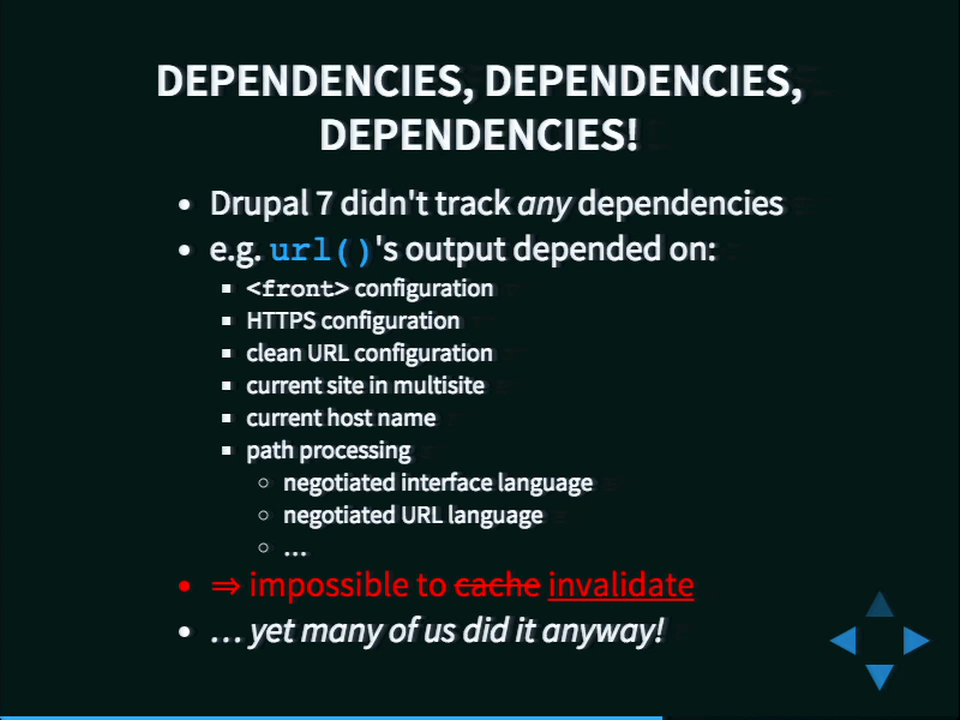 DEPENDENCIES, DEPENDENCIES,
DEPENDENCIES!
• Drupal 7 didn't track any dependencies
• e.g. url()'s output depended on:
▪ <front> configuration
▪ HTTPS configuration
▪ clean URL configuration
▪ current site in multisite
▪ current host name
▪ path processing
○ negotiated interface language
○ negotiated URL language
○ …
• ⇒ impossible to cache invalidate
• … yet many of us did it anyway!